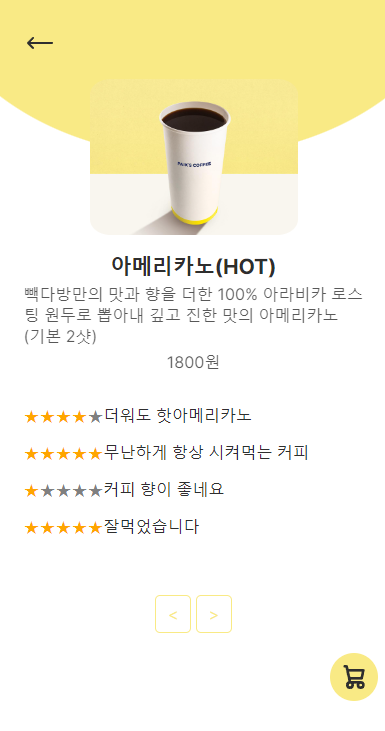 PAIK'S COFFEE
아메리카노(HOT)
빽다방만의 맛과 향을 더한 100% 아라비카 로스
팅 원두로 뽑아내 깊고 진한 맛의 아메리카노
(기본 2샷)
1800원
★★★★★더워도 핫아메리카노
★★★★★무난하게 항상 시켜먹는 커피
★★★★★커피 향이 좋네요
★★★★★잘먹었습니다
< >